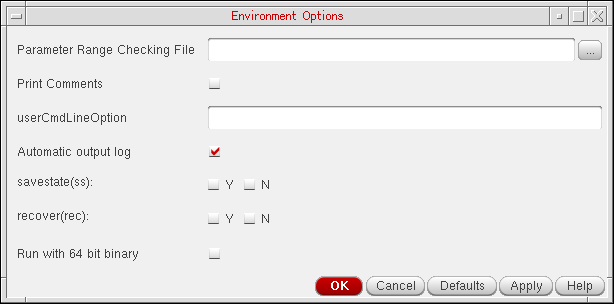 Environment Options
Parameter Range Checking File ...
Print Comments
userCmdLineOption
Automatic output log
savestate(ss): Y N
recover(rec): Y N
Run with 64 bit binary
OK Cancel Defaults Apply Help